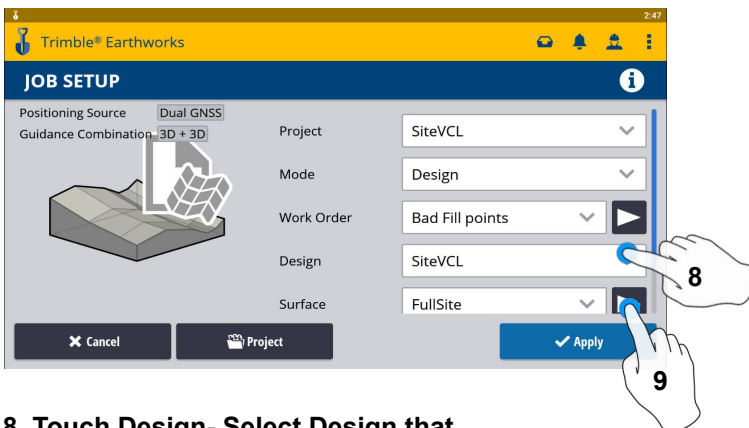 2:47
Trimble® Earthworks
JOB SETUP
Positioning Source Dual GNSS
Guidance Combination 3D + 3D
Project SiteVCL
Mode Design
Work Order Bad Fill points
Design SiteVCL
8
Surface FullSite
Cancel Project Apply
9
8. Touch Design- Select Design that